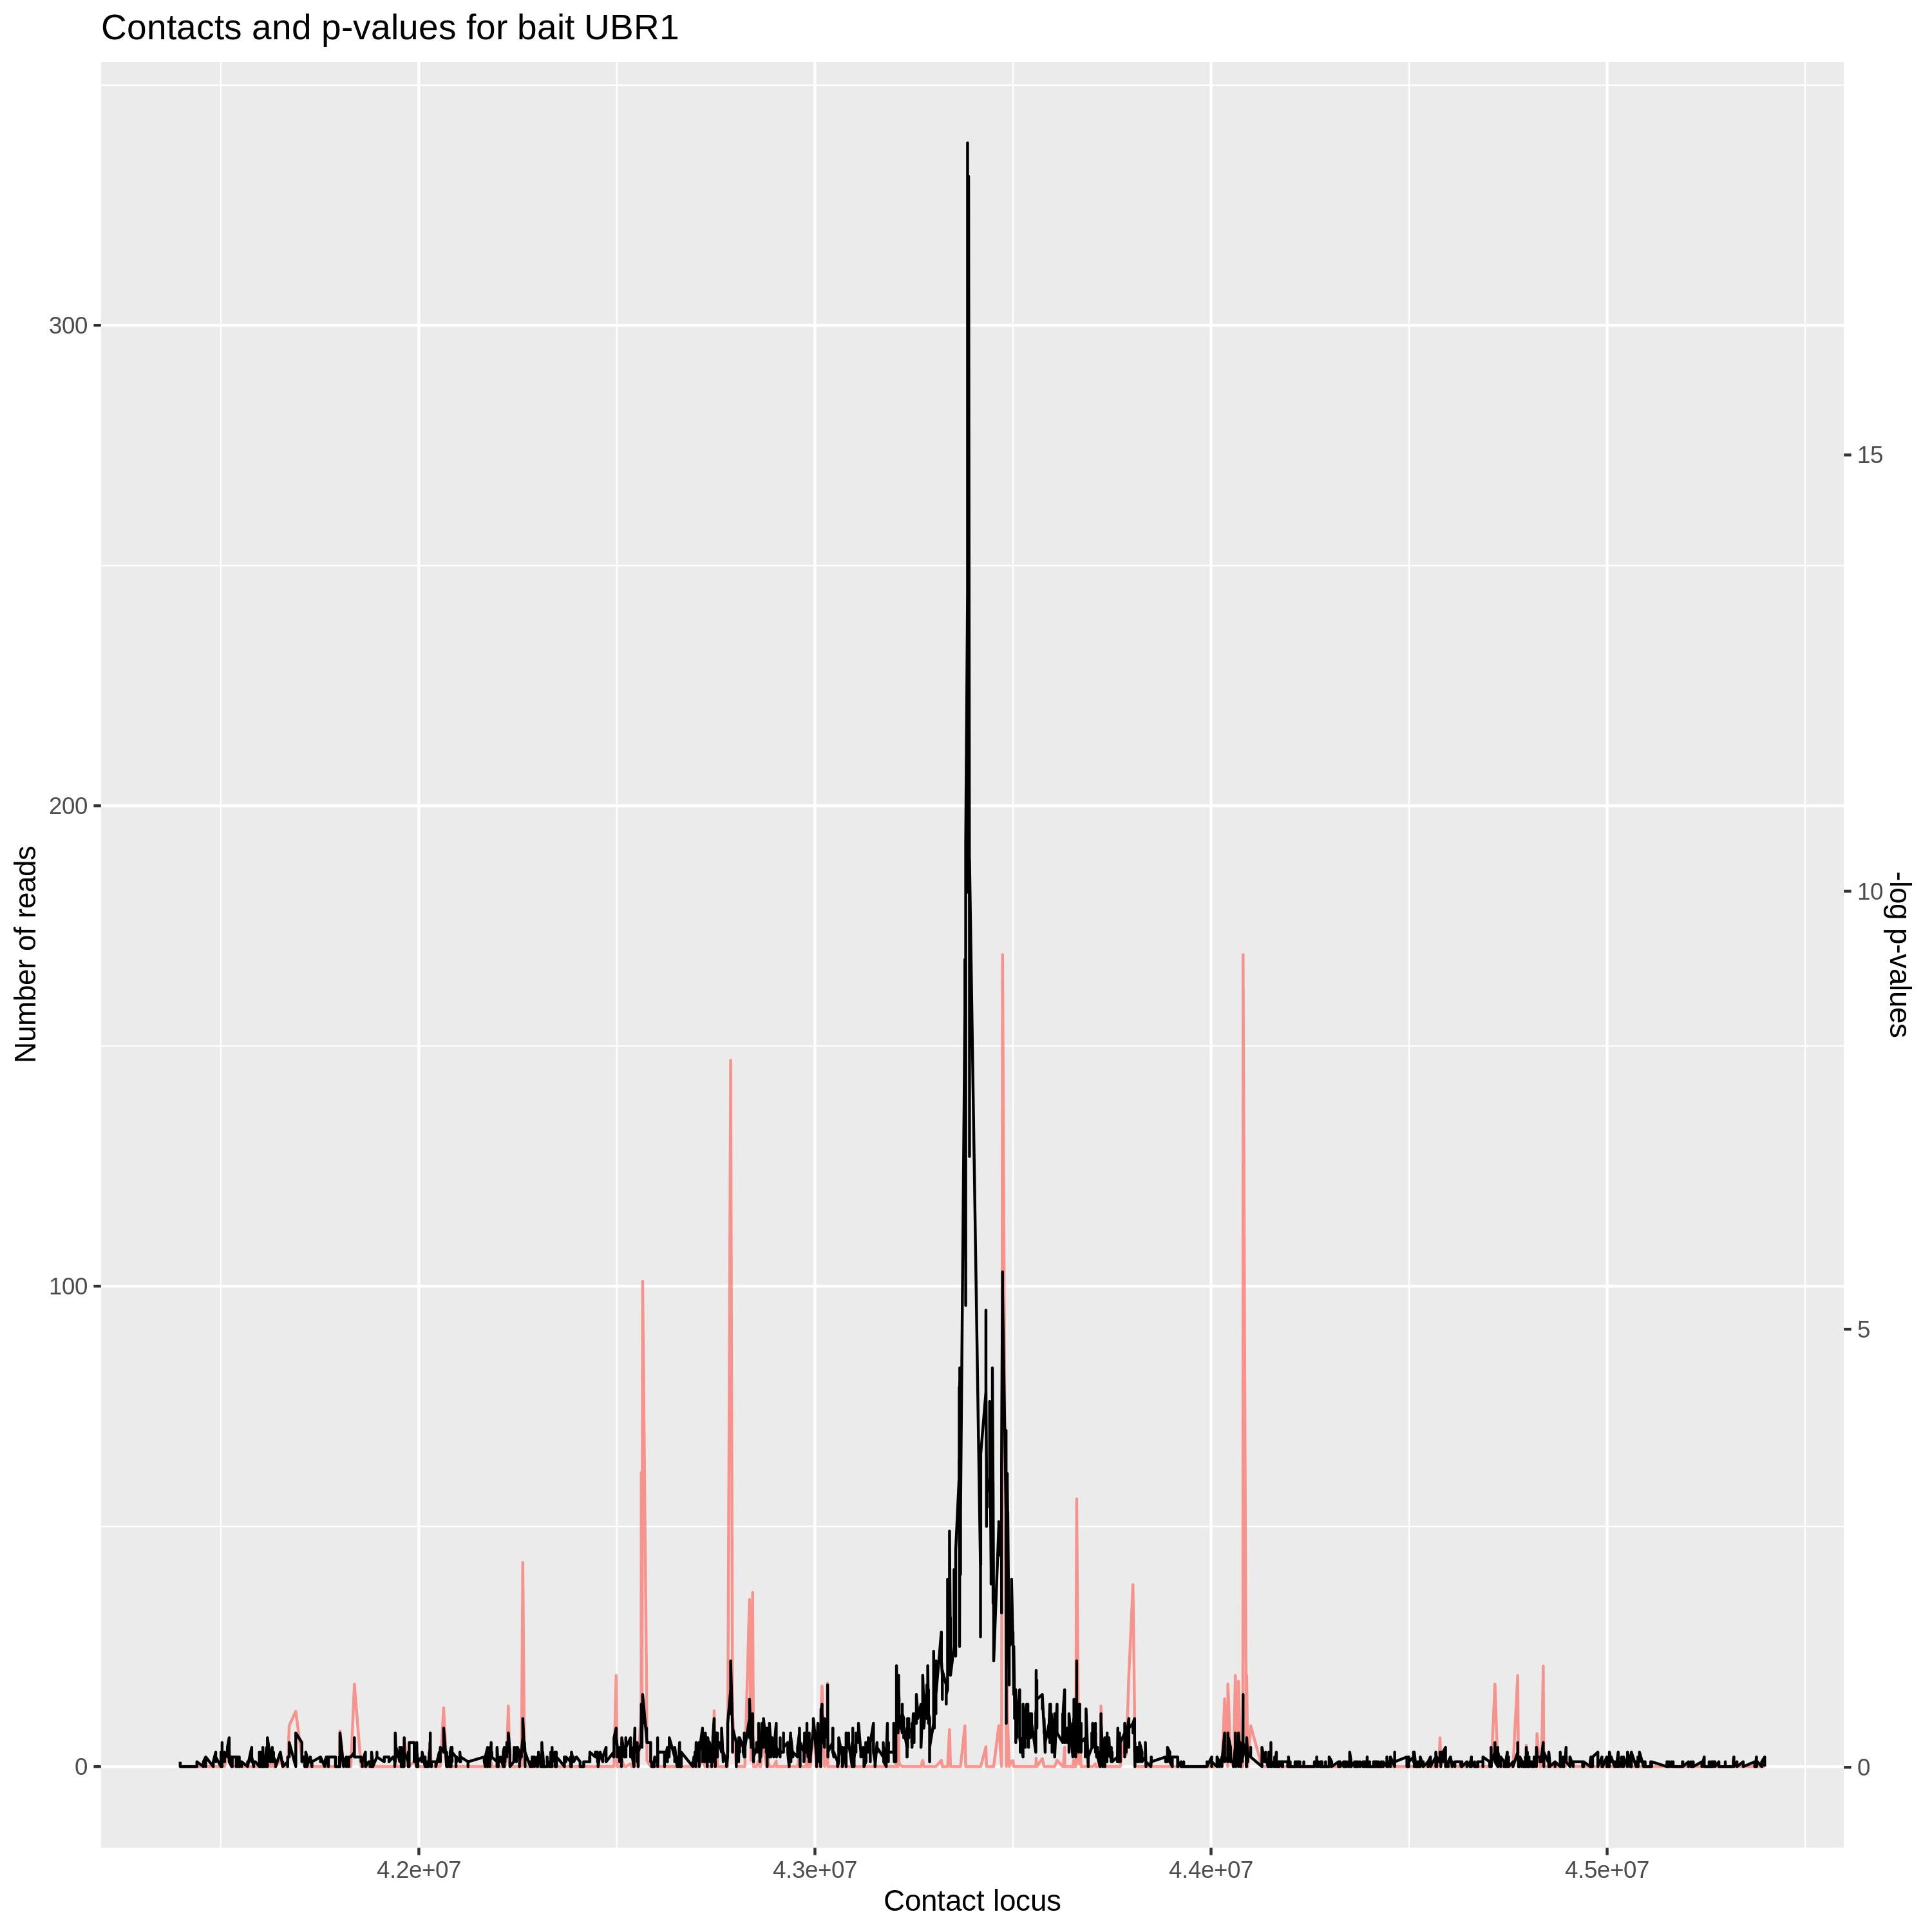 Contacts and p-values for bait UBR1
300
200
100
0
Number of reads
15
10
5
0
-log p-values
4.2e+07 4.3e+07 4.4e+07 4.5e+07
Contact locus